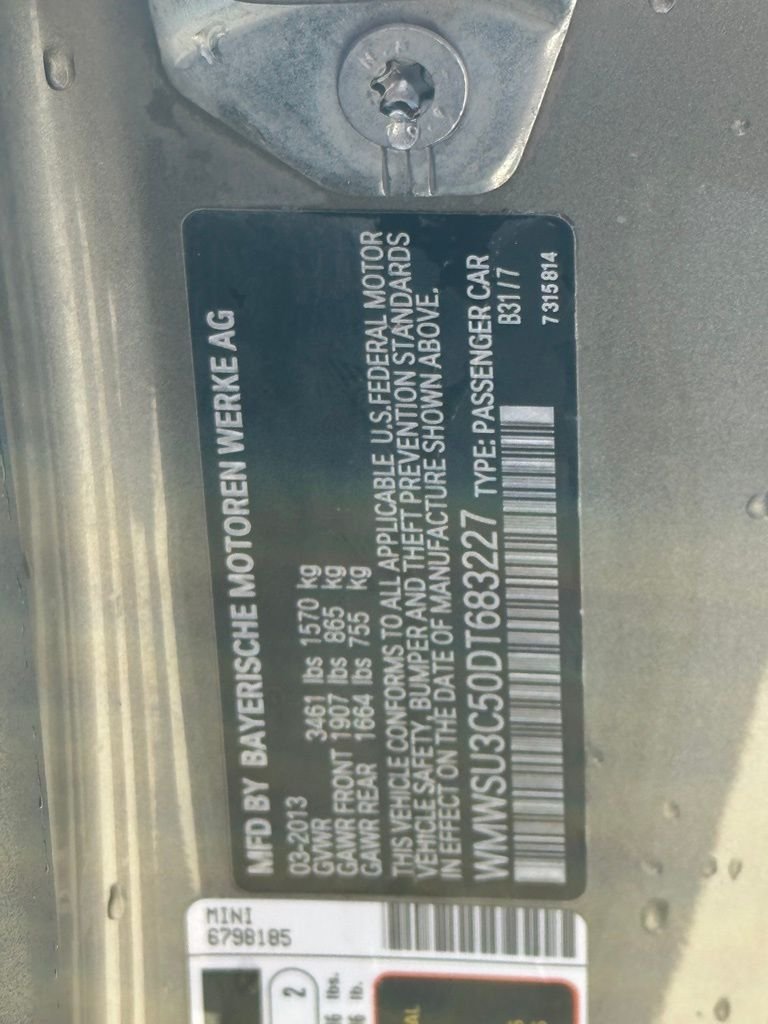 MFD BY BAYERISCHE MOTOREN WERKE AG
03-2013
GVWR 3461 lbs 1570 kg
GAWR FRONT 1907 lbs 865 kg
GAWR REAR 1664 lbs 755 kg
THIS VEHICLE CONFORMS TO ALL APPLICABLE U.S. FEDERAL MOTOR
VEHICLE SAFETY, BUMPER AND THEFT PREVENTION STANDARDS
IN EFFECT ON THE DATE OF MANUFACTURE SHOWN ABOVE.
WMWSU3C50DT683227 TYPE: PASSENGER CAR
B31/7
7315814
MINI
6798185
2
lbs.
lb.